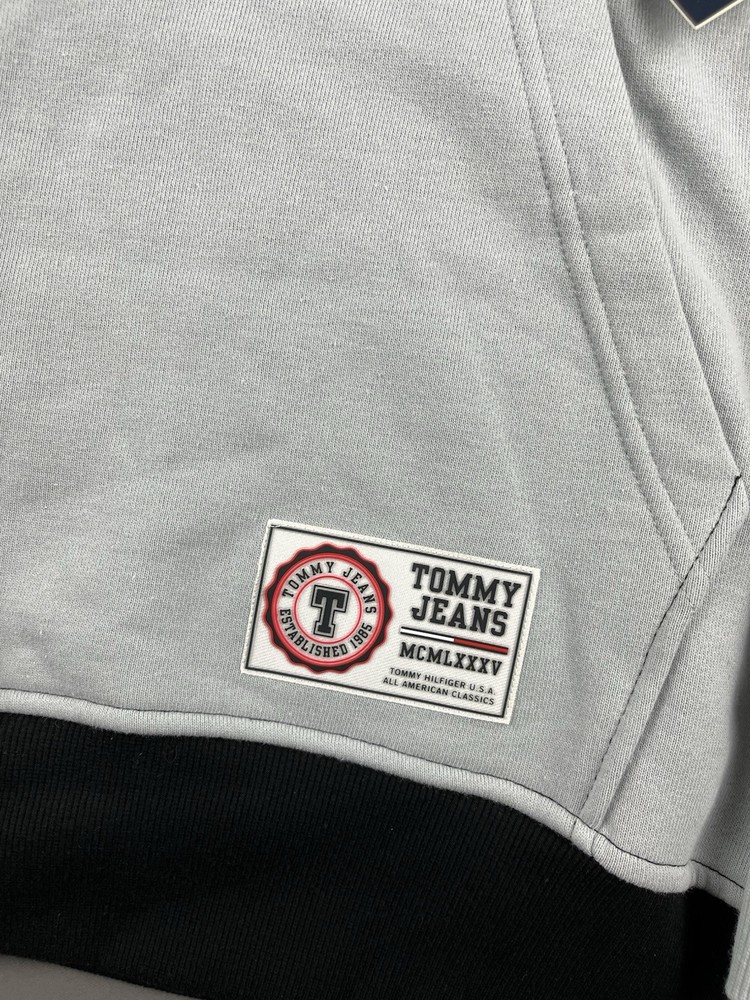 TOMMY JEANS
T
ESTABLISHED 1985
TOMMY
JEANS
MCMLXXXV
TOMMY HILFIGER U.S.A.
ALL AMERICAN CLASSICS